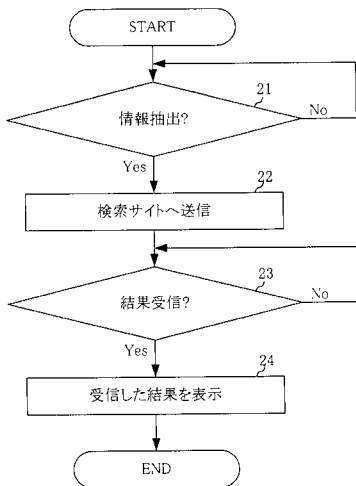 START
21
情報抽出?
No
Yes
22
検索サイトへ送信
23
結果受信?
No
Yes
24
受信した結果を表示
END